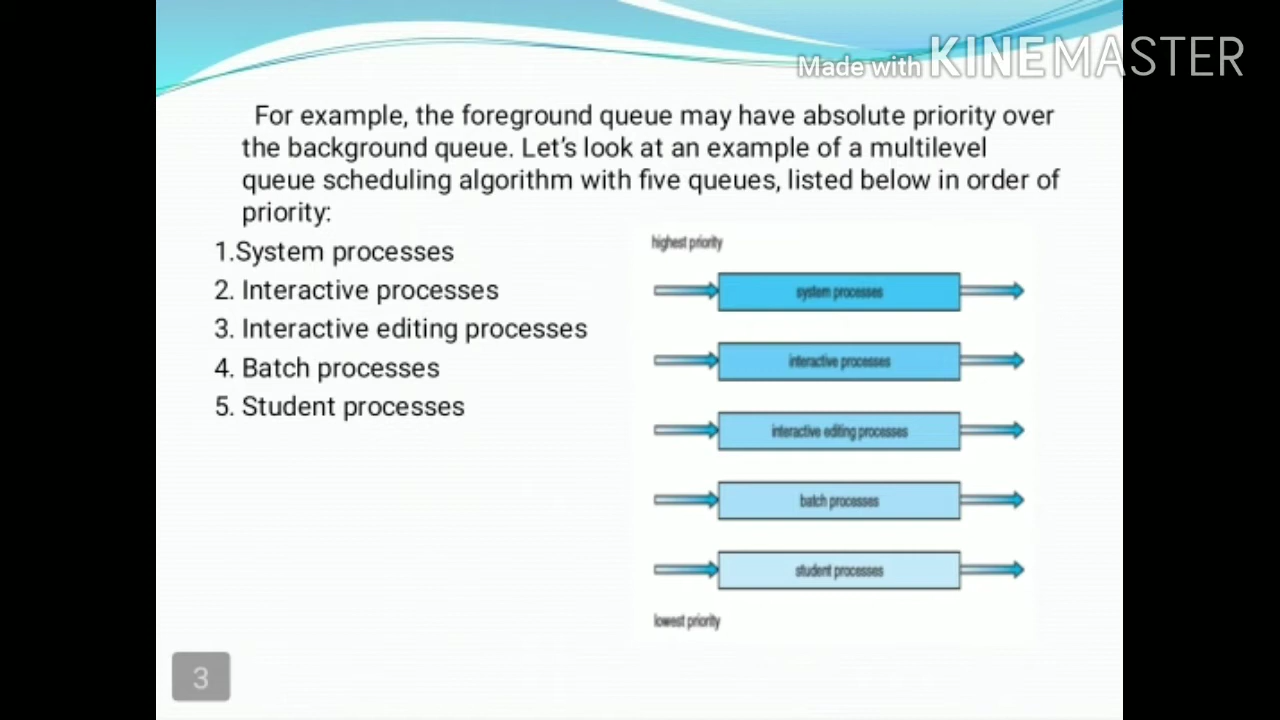 Made with KINEMASTER
For example, the foreground queue may have absolute priority over
the background queue. Let’s look at an example of a multilevel
queue scheduling algorithm with five queues, listed below in order of
priority:
1.System processes
2. Interactive processes
3. Interactive editing processes
4. Batch processes
5. Student processes
highest priority
system processes
interactive processes
interactive editing processes
batch processes
student processes
lowest priority
3